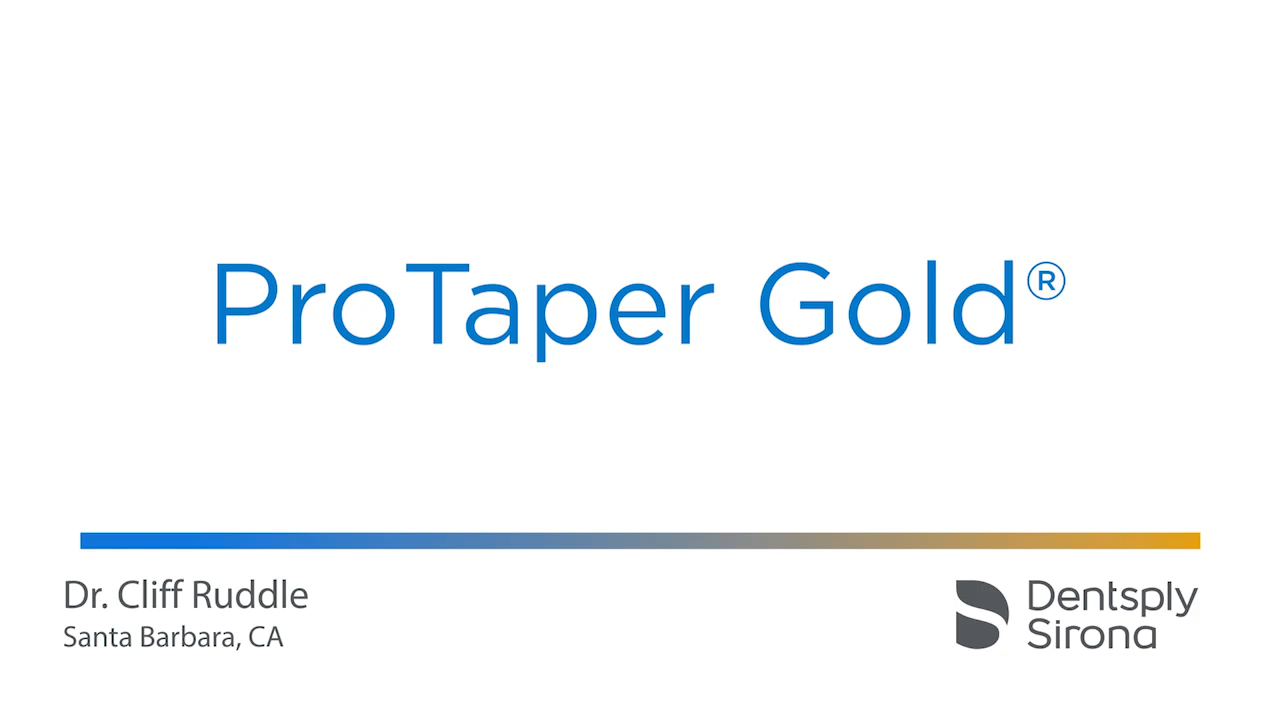 ProTaper Gold®
Dr. Cliff Ruddle
Santa Barbara, CA
Dentsply
Sirona